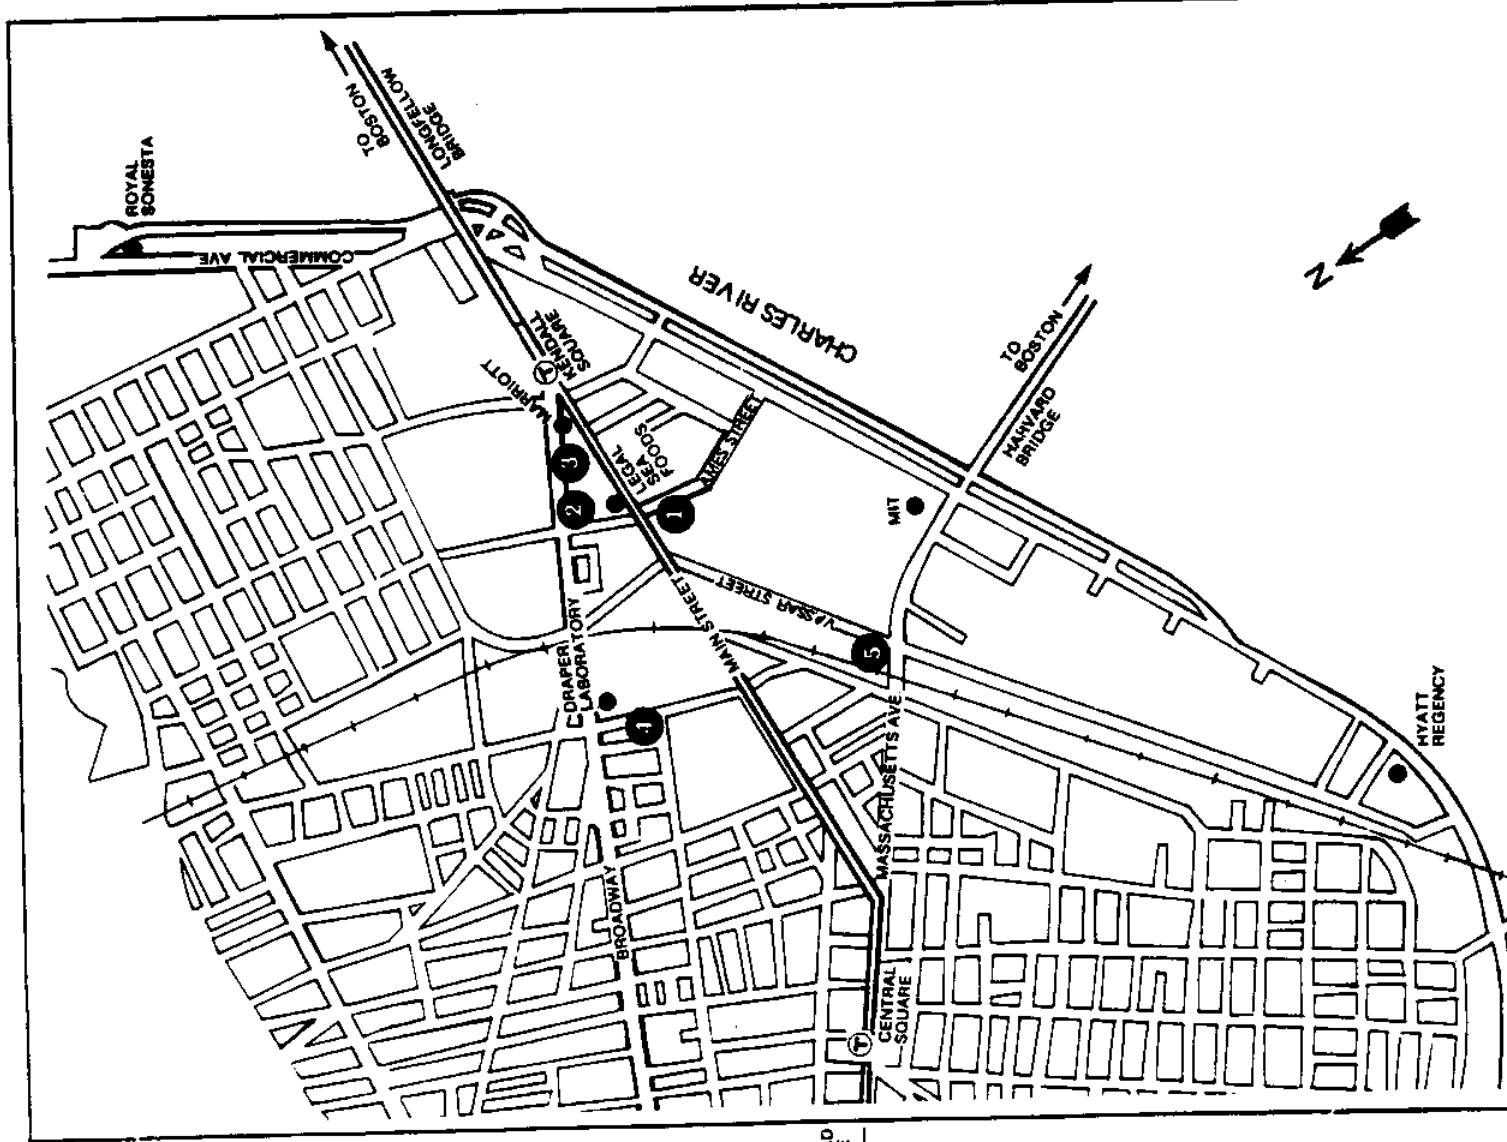 TO
BOSTON
LONGFELLOW
BRIDGE
ROYAL
SONESTA
COMMERCIAL AVE
KENDALL
SQUARE
T
MARRIOTT
CHARLES RIVER
N
TO
BOSTON
HARVARD
BRIDGE
LEGAL
SEA
FOODS
AMES STREET
3
2
1
MIT
VASSAR STREET
MAIN STREET
DRAPER
LABORATORY
4
5
MASSACHUSETTS AVE
HYATT
REGENCY
BROADWAY
CENTRAL
SQUARE
T